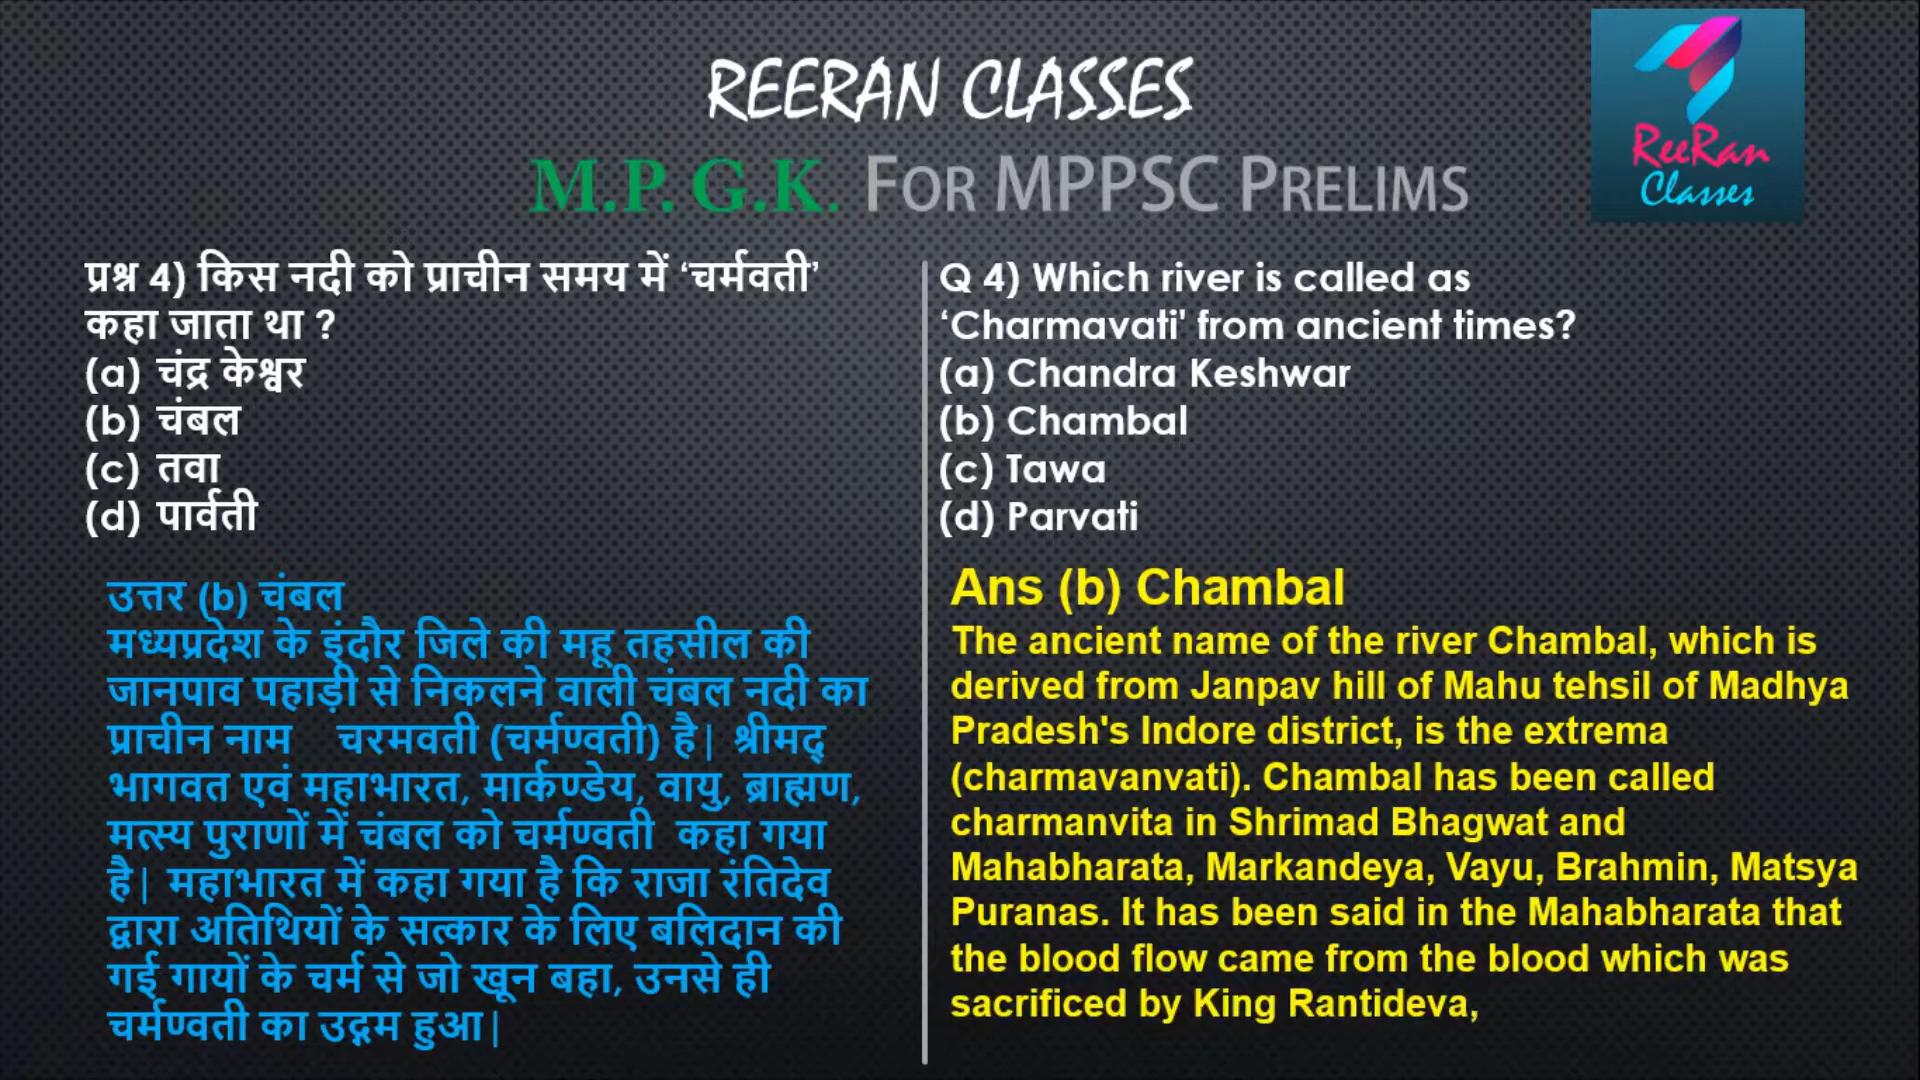 REERAN CLASSES
M.P. G.K. FOR MPPSC PRELIMS
ReeRan
Classes
प्रश्न 4) किस नदी को प्राचीन समय में ‘चर्मवती’
कहा जाता था ?
(a) चंद्र केश्वर
(b) चंबल
(c) तवा
(d) पार्वती
उत्तर (b) चंबल
मध्यप्रदेश के इंदौर जिले की महू तहसील की
जानपाव पहाड़ी से निकलने वाली चंबल नदी का
प्राचीन नाम चरमवती (चर्मण्वती) है| श्रीमद्
भागवत एवं महाभारत, मार्कण्डेय, वायु, ब्राह्मण,
मत्स्य पुराणों में चंबल को चर्मण्वती कहा गया
है| महाभारत में कहा गया है कि राजा रंतिदेव
द्वारा अतिथियों के सत्कार के लिए बलिदान की
गई गायों के चर्म से जो खून बहा, उनसे ही
चर्मण्वती का उद्गम हुआ|
Q 4) Which river is called as
‘Charmavati' from ancient times?
(a) Chandra Keshwar
(b) Chambal
(c) Tawa
(d) Parvati
Ans (b) Chambal
The ancient name of the river Chambal, which is
derived from Janpav hill of Mahu tehsil of Madhya
Pradesh's Indore district, is the extrema
(charmavanvati). Chambal has been called
charmanvita in Shrimad Bhagwat and
Mahabharata, Markandeya, Vayu, Brahmin, Matsya
Puranas. It has been said in the Mahabharata that
the blood flow came from the blood which was
sacrificed by King Rantideva,